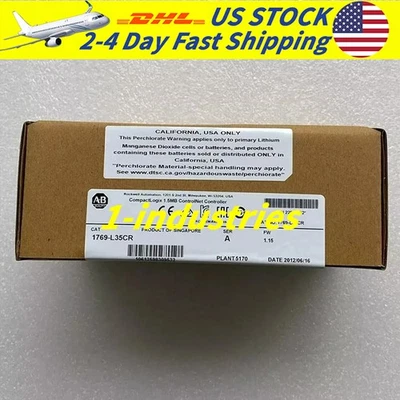 DHL
US STOCK
2-4 Day Fast Shipping
CALIFORNIA, USA ONLY
This Perchlorate Warning applies only to primary Lithium
Manganese Dioxide cells or batteries, and products
containing these batteries sold or distributed ONLY in
California, USA
"Perchlorate Material-special handling may apply.
See www.dtsc.ca.gov/hazardouswaste/perchlorate"
AB
CompactLogix 1.5MB ControlNet Controller
1-industries
CAT
PRODUCT OF SINGAPORE
SER
FW
1769-L35CR
A
1.15
PLANT 5170
DATE 2012/06/16